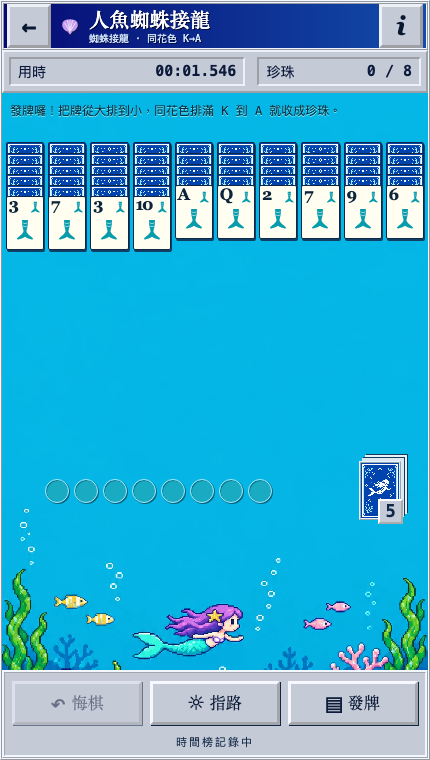 ←
人魚蜘蛛接龍
蜘蛛接龍 · 同花色 K→A
i
用時 00:01.546
珍珠 0 / 8
發牌囉！把牌從大排到小，同花色排滿 K 到 A 就收成珍珠。
3 7 3 10 A Q 2 7 9 6
5
↶ 悔棋
☼ 指路
▤ 發牌
時間榜記錄中